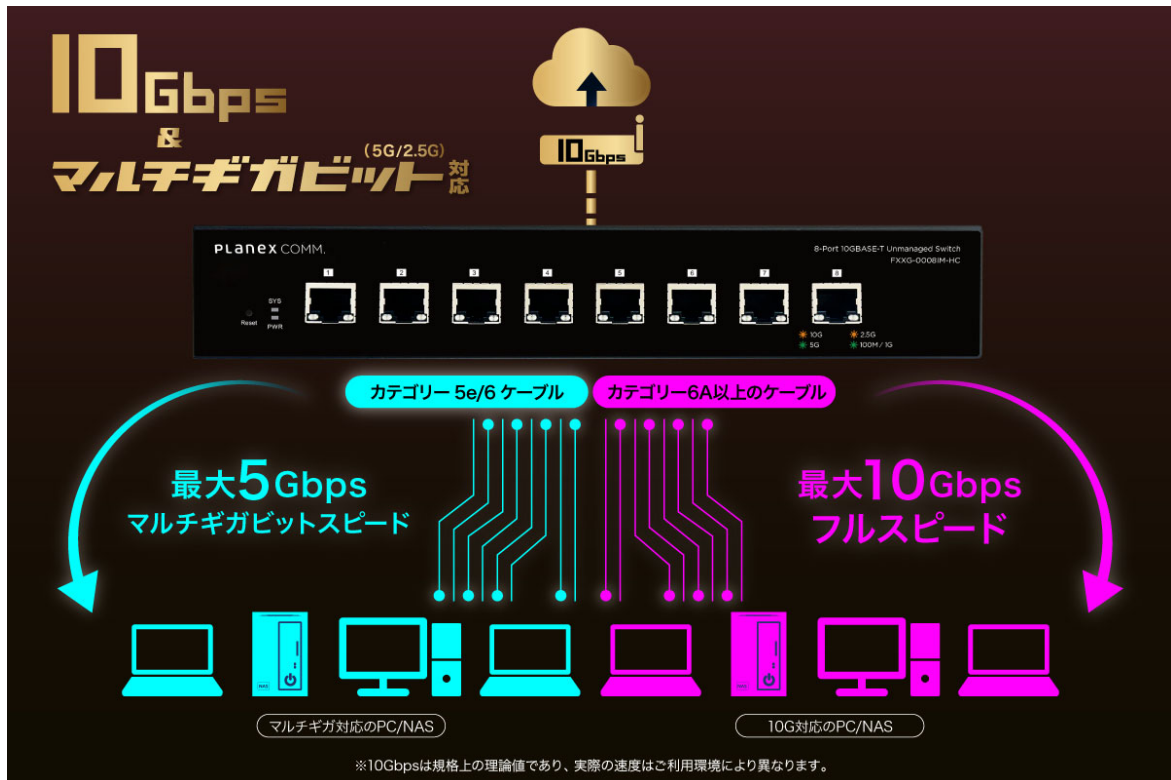 10Gbps
&
(5G/2.5G)
マルチギガビット対応
10Gbps
PLANEX COMM.
8-Port 10GBASE-T Unmanaged Switch
FXXG-0008IM-HC
1 2 3 4 5 6 7 8
SYS
Reset
PWR
10G 2.5G
5G 100M / 1G
カテゴリー 5e/6 ケーブル
カテゴリー6A以上のケーブル
最大5Gbps
マルチギガビットスピード
最大10Gbps
フルスピード
NAS
NAS
マルチギガ対応のPC/NAS
10G対応のPC/NAS
※10Gbpsは規格上の理論値であり、実際の速度はご利用環境により異なります。